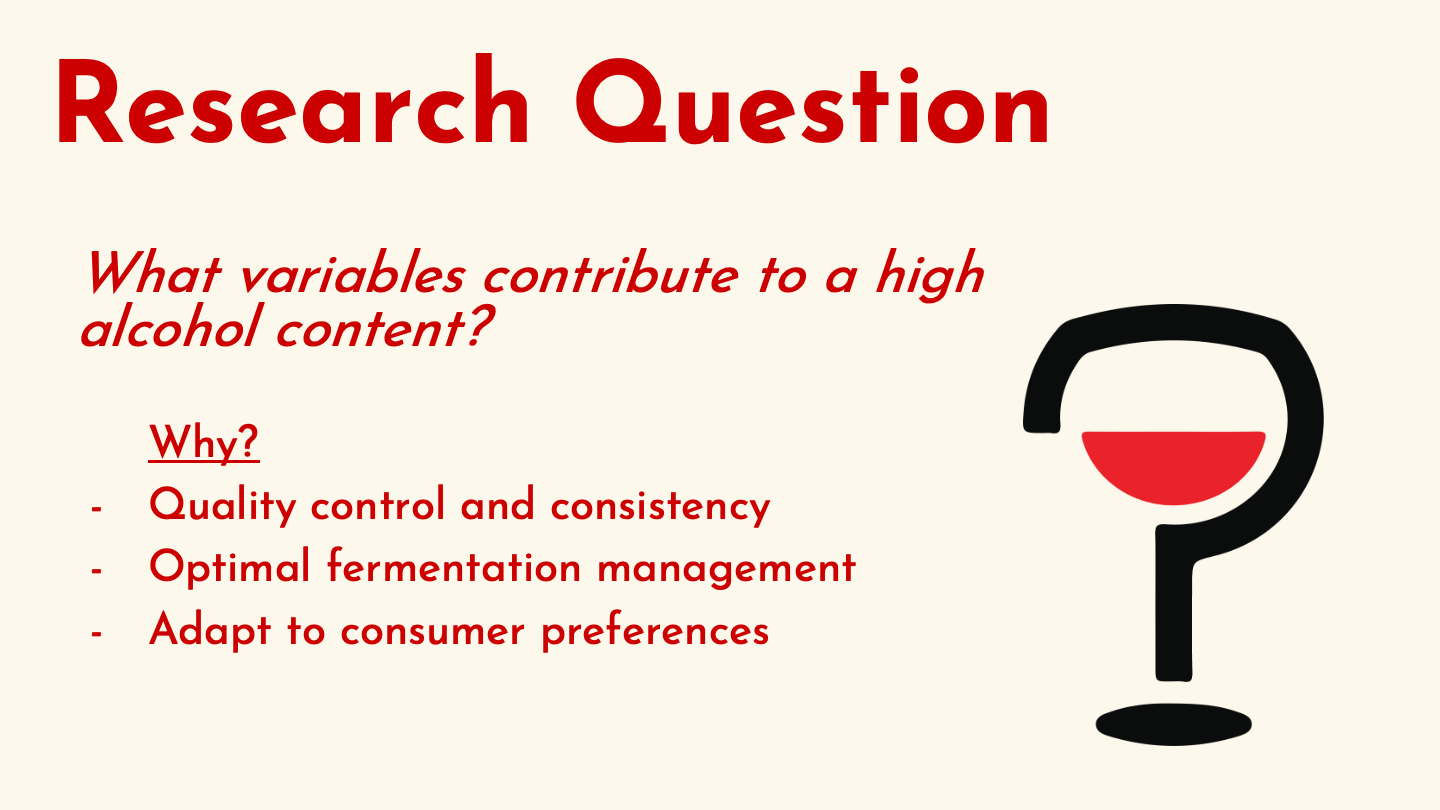 Research Question
What variables contribute to a high
alcohol content?
Why?
- Quality control and consistency
- Optimal fermentation management
- Adapt to consumer preferences